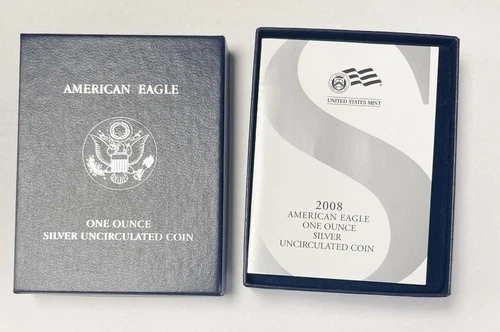 AMERICAN EAGLE
ONE OUNCE
SILVER UNCIRCULATED COIN
UNITED STATES MINT
2008
AMERICAN EAGLE
ONE OUNCE
SILVER
UNCIRCULATED COIN
S